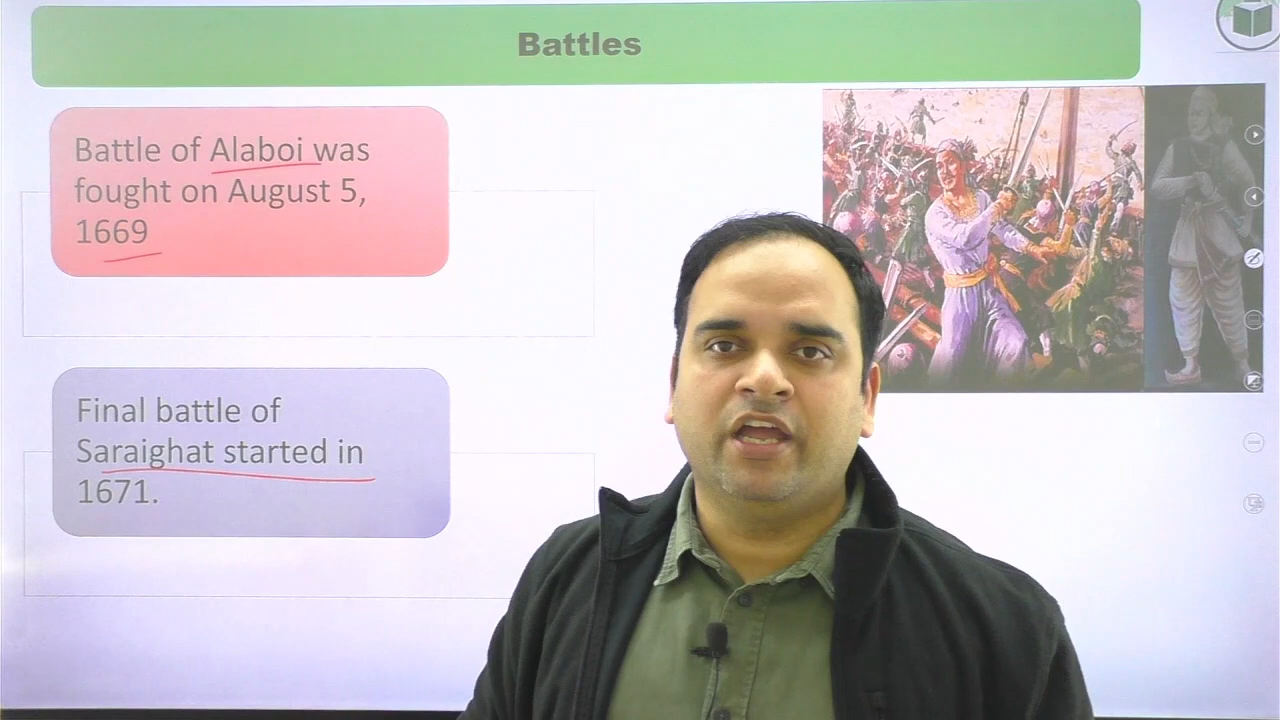 Battles
Battle of Alaboi was
fought on August 5,
1669
Final battle of
Saraighat started in
1671.